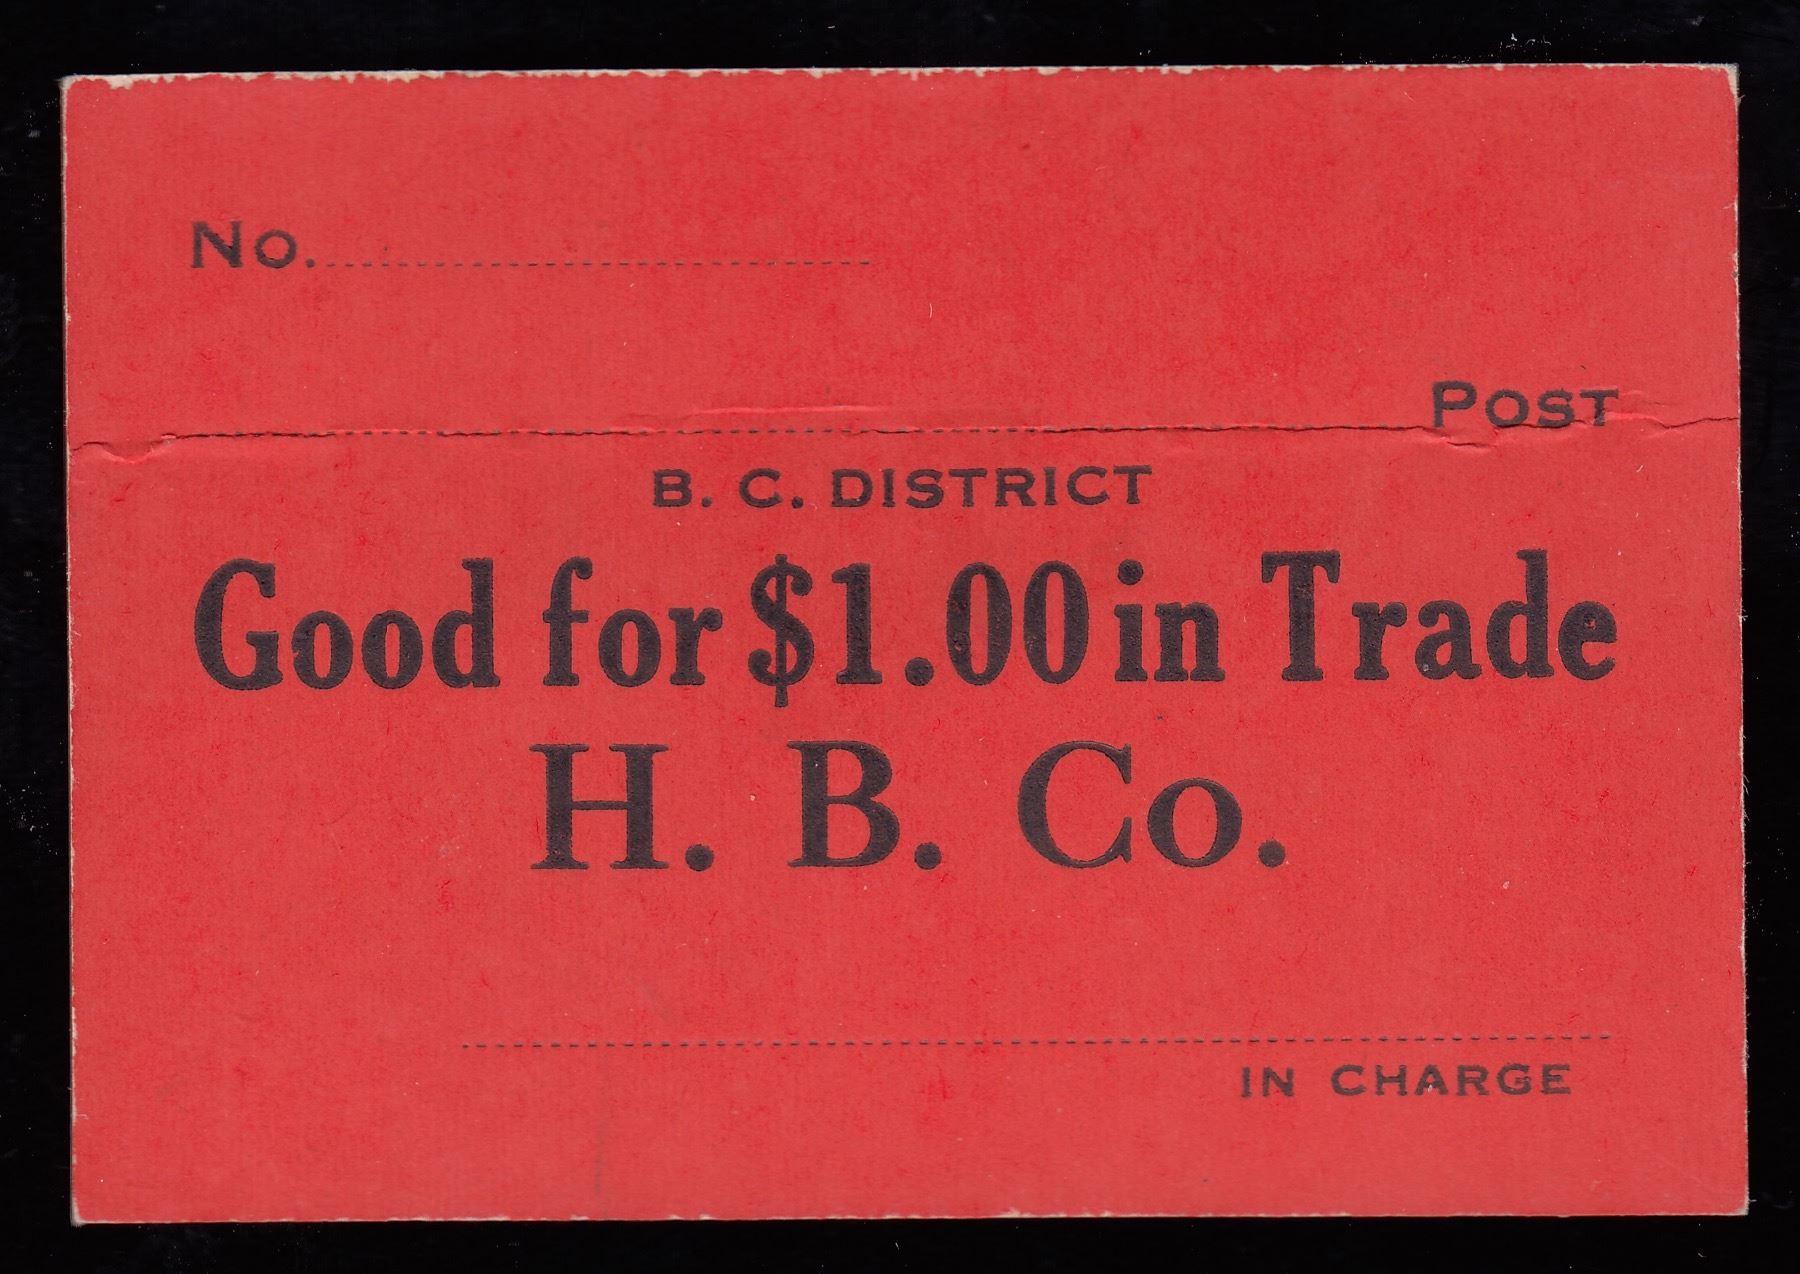 No.
Post
B. C. DISTRICT
Good for $1.00 in Trade
H. B. Co.
IN CHARGE